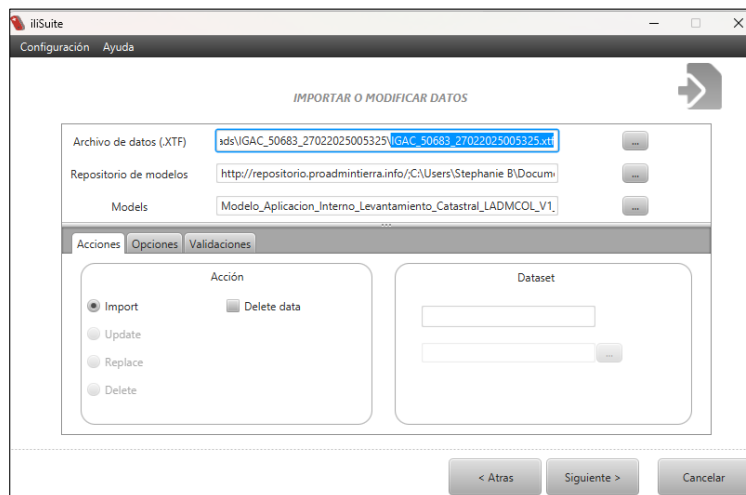 iliSuite
Configuración Ayuda
IMPORTAR O MODIFICAR DATOS
Archivo de datos (.XTF) ads\IGAC_50683_27022025005325\IGAC_50683_27022025005325.xtf ...
Repositorio de modelos http://repositorio.proadmintierra.info/;C:\Users\Stephanie B\Docum ...
Models Modelo_Aplicacion_Interno_Levantamiento_Catastral_LADMCOL_V1_ ...
Acciones Opciones Validaciones
Acción Dataset
Import Delete data
Update
Replace ...
Delete
< Atras Siguiente > Cancelar